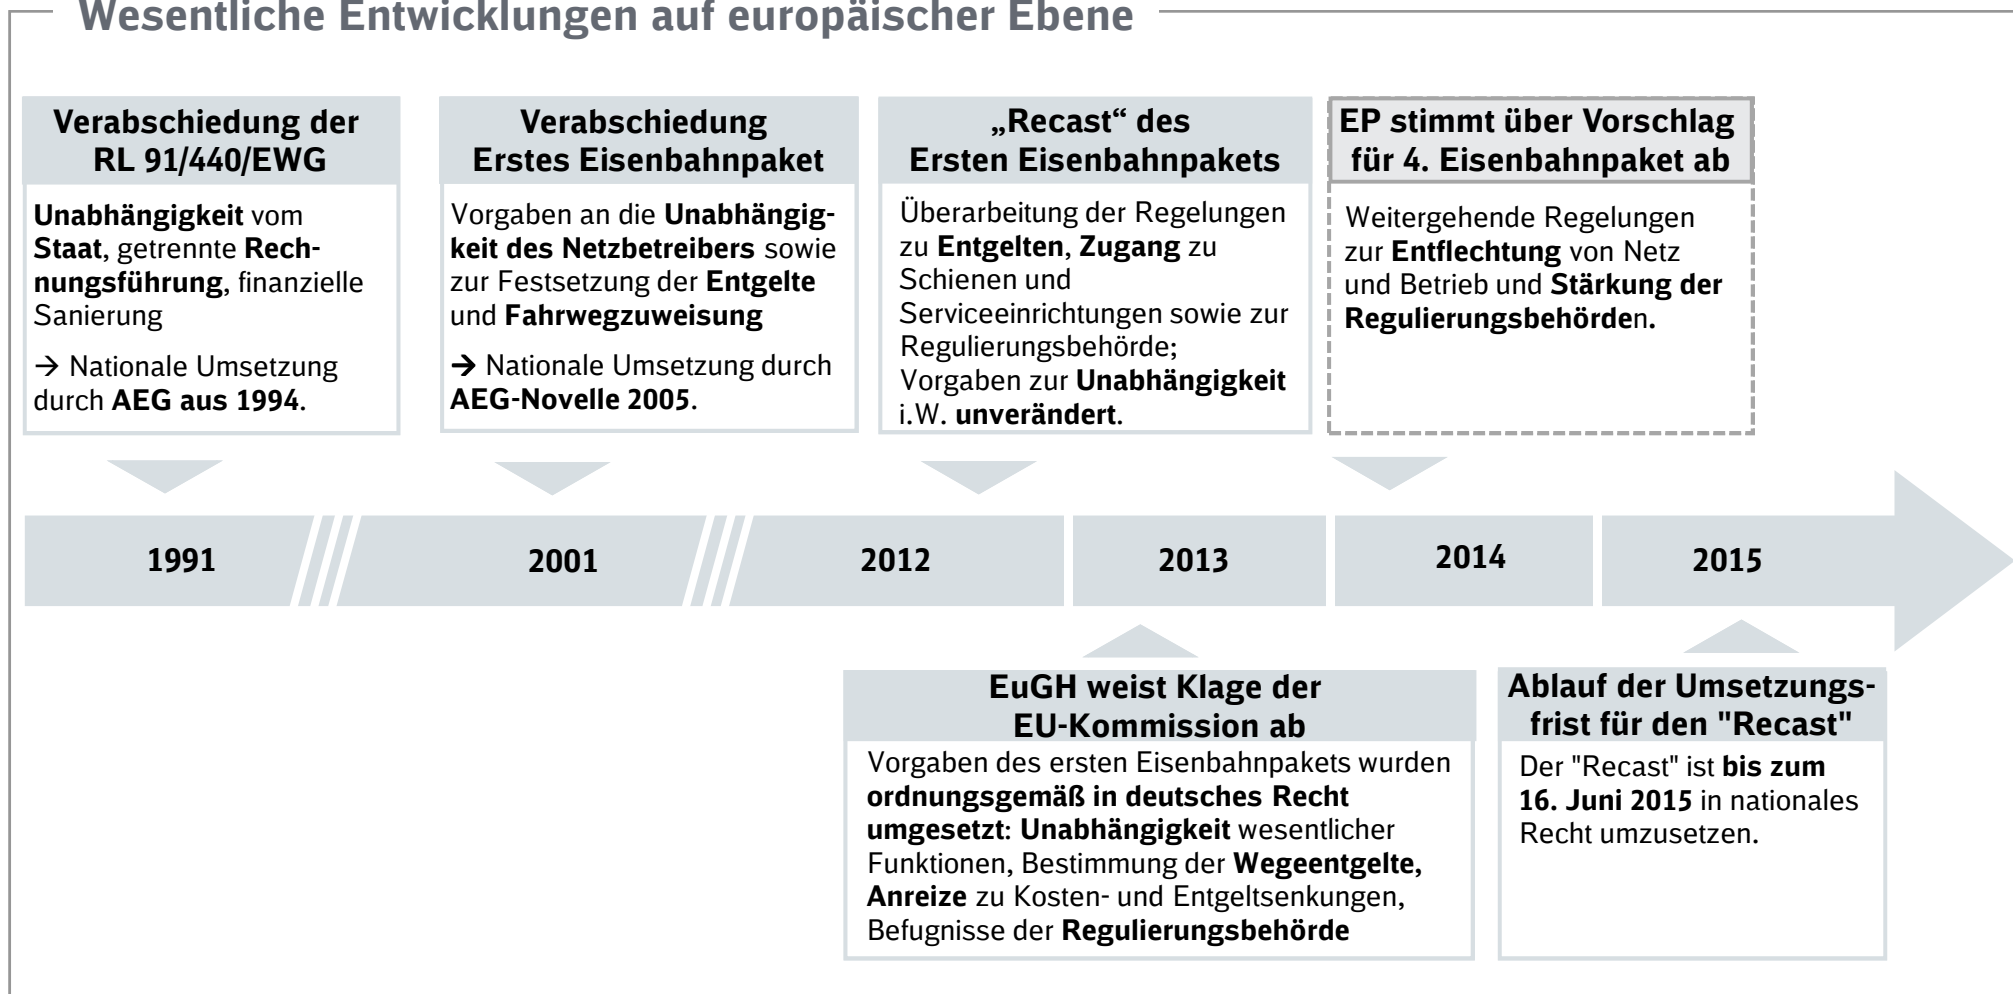 Wesentliche Entwicklungen auf europäischer Ebene
Verabschiedung der
RL 91/440/EWG
Unabhängigkeit vom
Staat, getrennte Rech-
nungsführung, finanzielle
Sanierung
→ Nationale Umsetzung
durch AEG aus 1994.
Verabschiedung
Erstes Eisenbahnpaket
Vorgaben an die Unabhängig-
keit des Netzbetreibers sowie
zur Festsetzung der Entgelte
und Fahrwegzuweisung
→ Nationale Umsetzung durch
AEG-Novelle 2005.
„Recast“ des
Ersten Eisenbahnpakets
Überarbeitung der Regelungen
zu Entgelten, Zugang zu
Schienen und
Serviceeinrichtungen sowie zur
Regulierungsbehörde;
Vorgaben zur Unabhängigkeit
i.W. unverändert.
EP stimmt über Vorschlag
für 4. Eisenbahnpaket ab
Weitergehende Regelungen
zur Entflechtung von Netz
und Betrieb und Stärkung der
Regulierungsbehörden.
1991
2001
2012
2013
2014
2015
EuGH weist Klage der
EU-Kommission ab
Vorgaben des ersten Eisenbahnpakets wurden
ordnungsgemäß in deutsches Recht
umgesetzt: Unabhängigkeit wesentlicher
Funktionen, Bestimmung der Wegeentgelte,
Anreize zu Kosten- und Entgeltsenkungen,
Befugnisse der Regulierungsbehörde
Ablauf der Umsetzungs-
frist für den "Recast"
Der "Recast" ist bis zum
16. Juni 2015 in nationales
Recht umzusetzen.